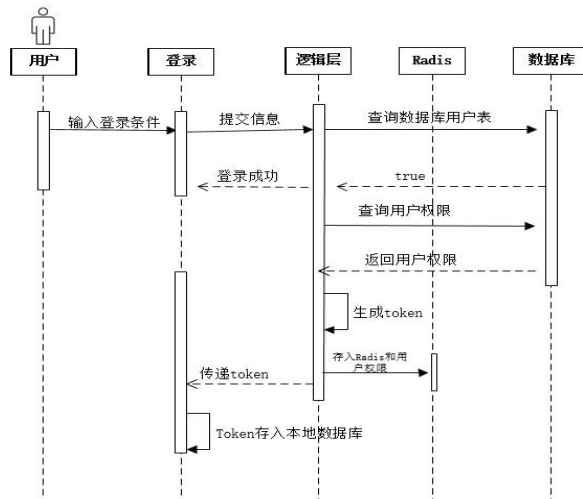 用户
登录
逻辑层
Radis
数据库
输入登录条件
提交信息
查询数据库用户表
登录成功
true
查询用户权限
返回用户权限
生成token
存入Radis和用
户权限
传递token
Token存入本地数据库